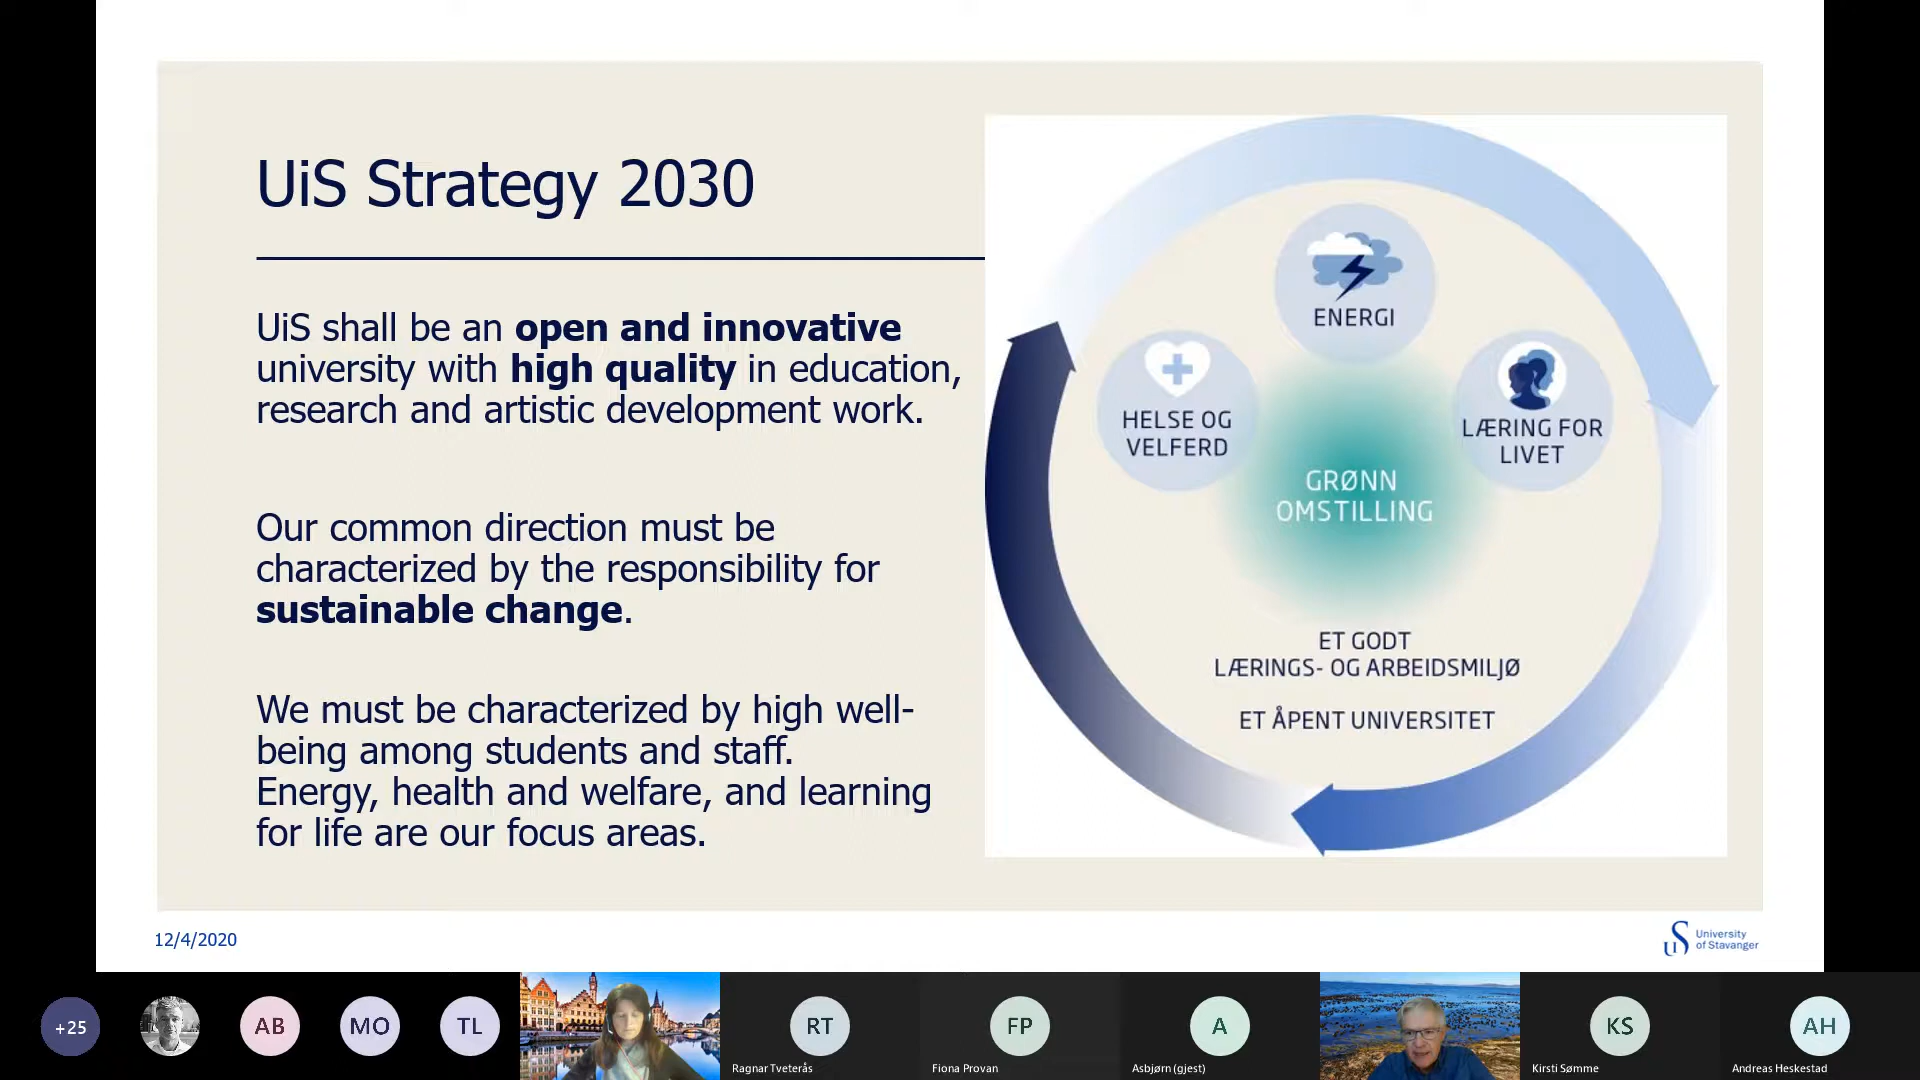 UiS Strategy 2030
UiS shall be an open and innovative
university with high quality in education,
research and artistic development work.
Our common direction must be
characterized by the responsibility for
sustainable change.
We must be characterized by high well-
being among students and staff.
Energy, health and welfare, and learning
for life are our focus areas.
ENERGI
HELSE OG
VELFERD
LÆRING FOR
LIVET
GRØNN
OMSTILLING
ET GODT
LÆRINGS- OG ARBEIDSMILJØ
ET ÅPENT UNIVERSITET
12/4/2020
uS University
of Stavanger
+25
AB
MO
TL
RT
Ragnar Tveterås
FP
Fiona Provan
A
Asbjørn (gjest)
KS
Kirsti Sømme
AH
Andreas Heskestad